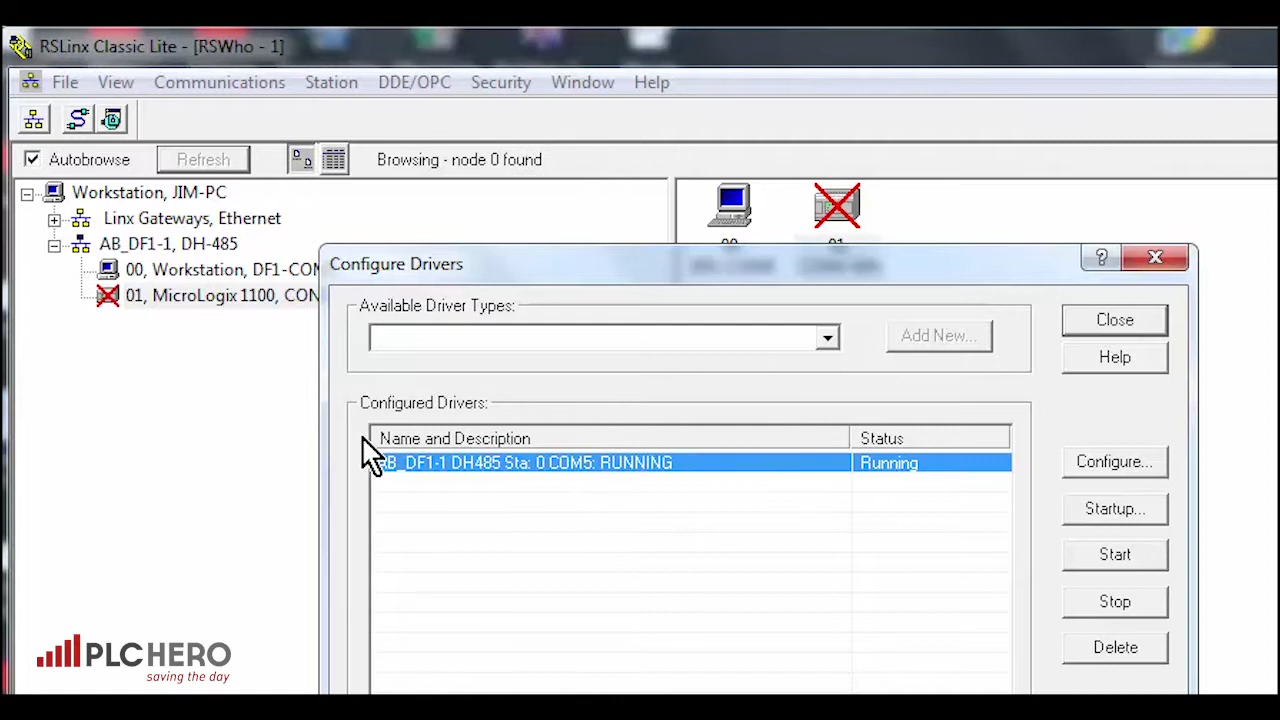 RSLinx Classic Lite - [RSWho - 1]
File View Communications Station DDE/OPC Security Window Help
Autobrowse Refresh Browsing - node 0 found
Workstation, JIM-PC
Linx Gateways, Ethernet
AB_DF1-1, DH-485
00, Workstation, DF1-COM
01, MicroLogix 1100, CON
Configure Drivers
Available Driver Types:
Add New...
Close
Help
Configured Drivers:
Name and Description Status
AB_DF1-1 DH485 Sta: 0 COM5: RUNNING Running
Configure...
Startup...
Start
Stop
Delete
PLCHERO
saving the day